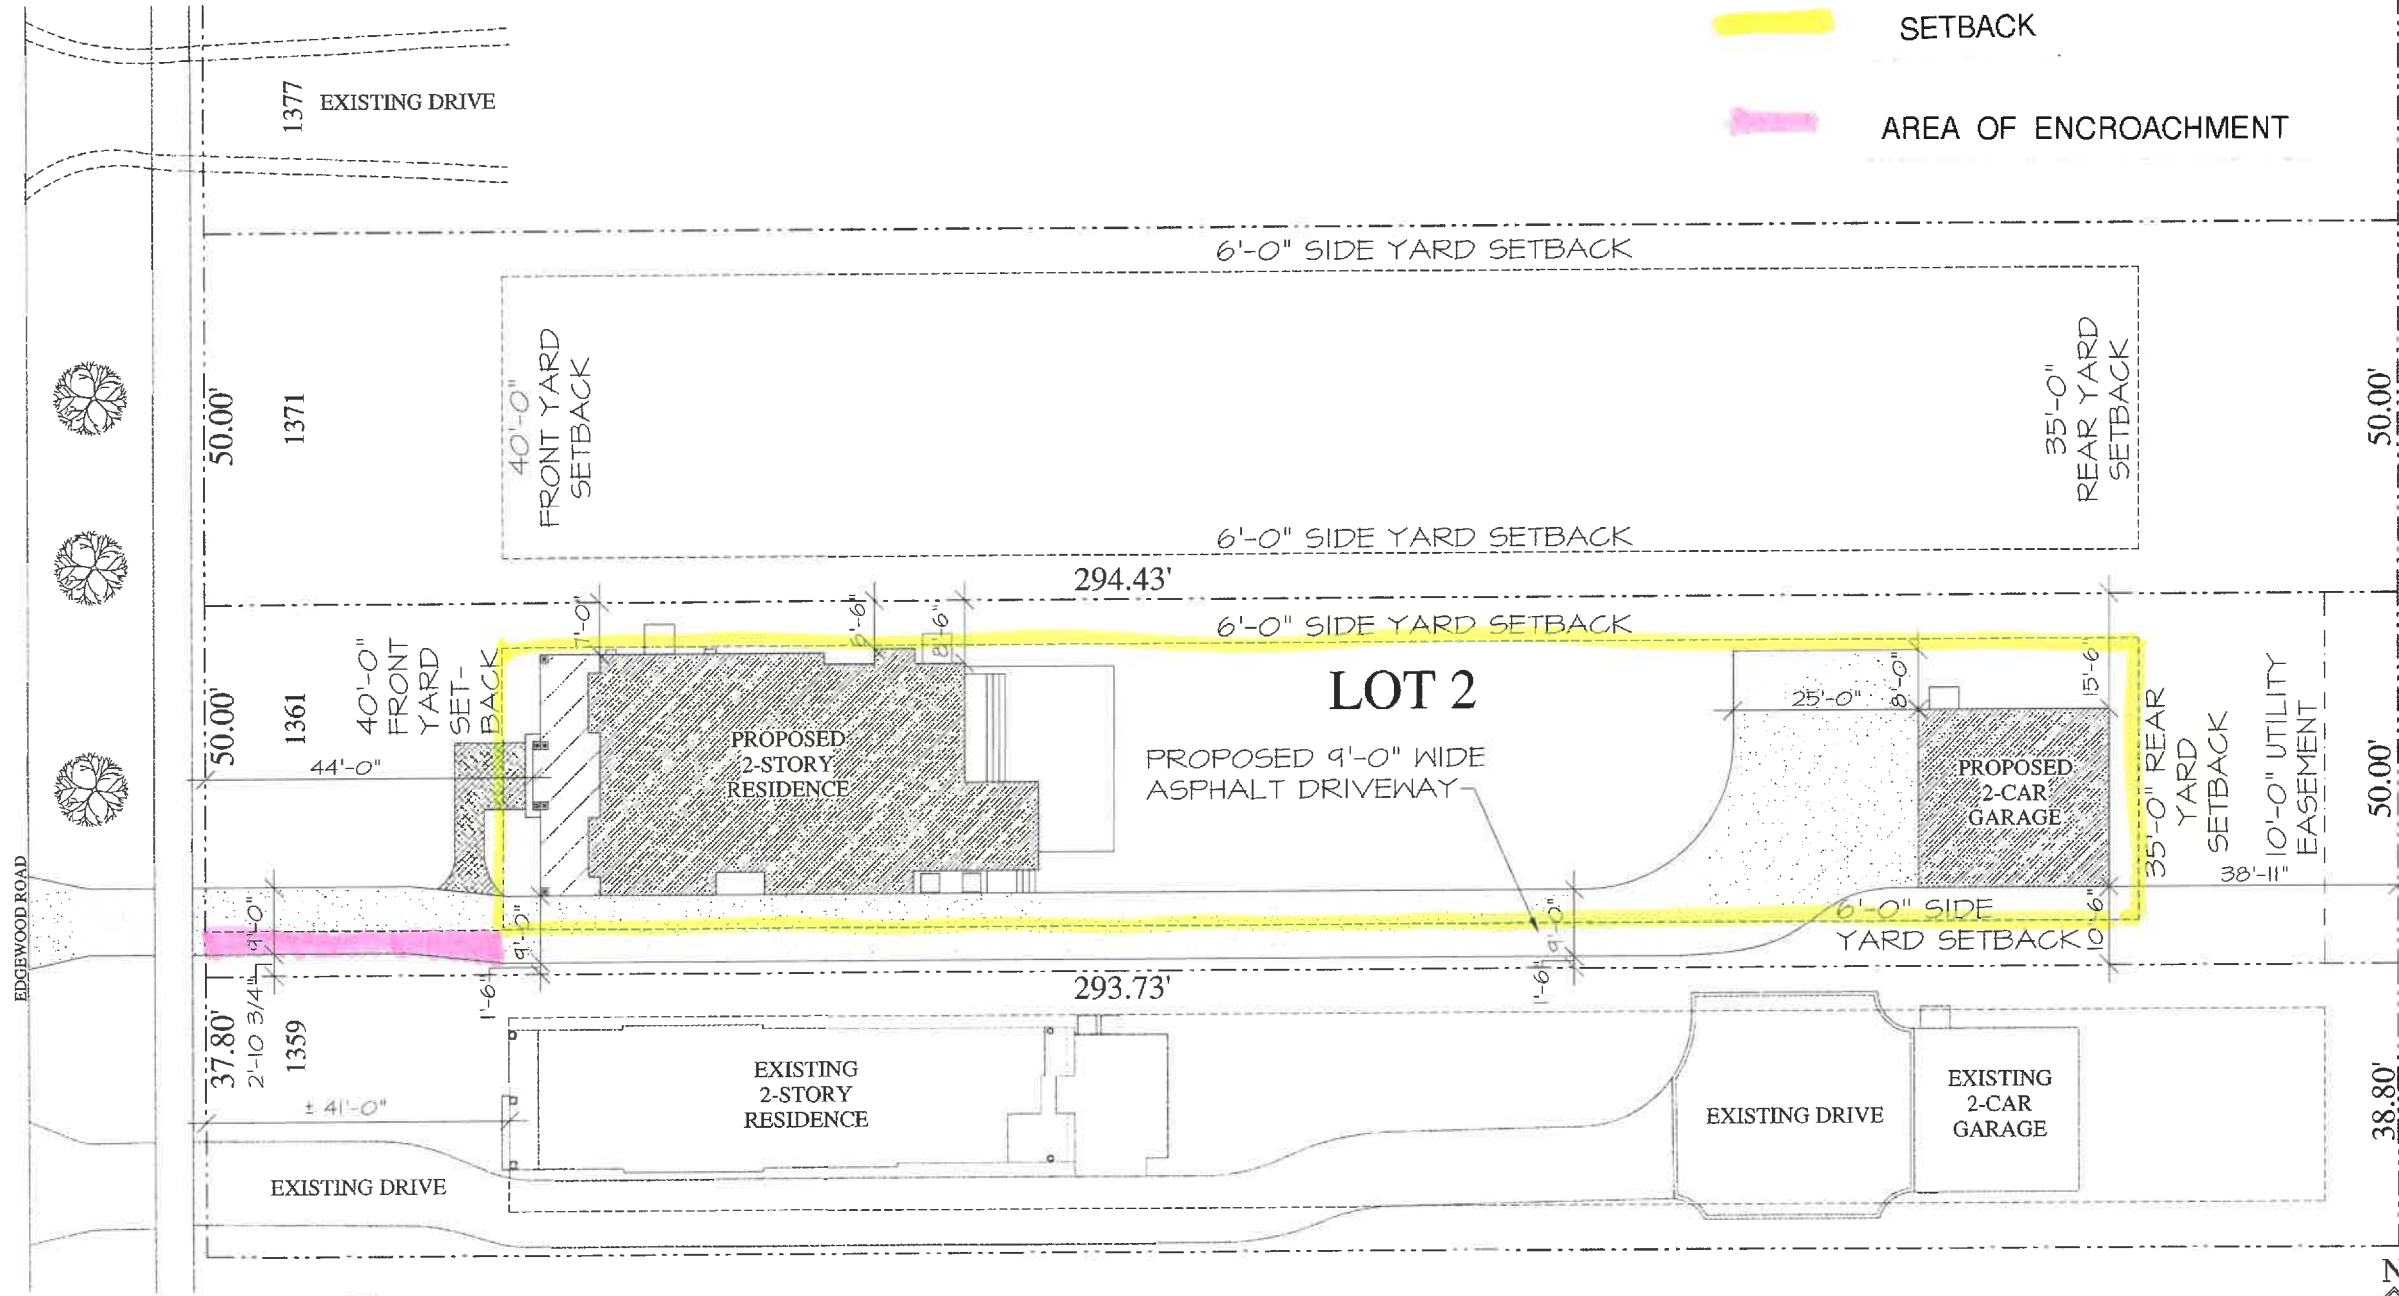 SETBACK
AREA OF ENCROACHMENT
1377
EXISTING DRIVE
6'-0" SIDE YARD SETBACK
50.00'
1371
40'-0"
FRONT YARD
SETBACK
35'-0"
REAR YARD
SETBACK
50.00'
6'-0" SIDE YARD SETBACK
294.43'
6'-0" SIDE YARD SETBACK
7'-0"
6'-6"
8'-6"
50.00'
1361
40'-0"
FRONT
YARD
SET-
BACK
44'-0"
PROPOSED
2-STORY
RESIDENCE
LOT 2
PROPOSED 9'-0" WIDE
ASPHALT DRIVEWAY
25'-0"
8'-0"
15'-6"
PROPOSED
2-CAR
GARAGE
35'-0" REAR
YARD
SETBACK
10'-0" UTILITY
EASEMENT
50.00'
38'-11"
EDGEWOOD ROAD
9'-0"
9'-0"
9'-0"
6'-0" SIDE
YARD SETBACK
10'-6"
2'-10 3/4"
1'-6"
1'-6"
293.73'
37.80'
1359
± 41'-0"
EXISTING
2-STORY
RESIDENCE
EXISTING DRIVE
EXISTING
2-CAR
GARAGE
38.80'
EXISTING DRIVE
N